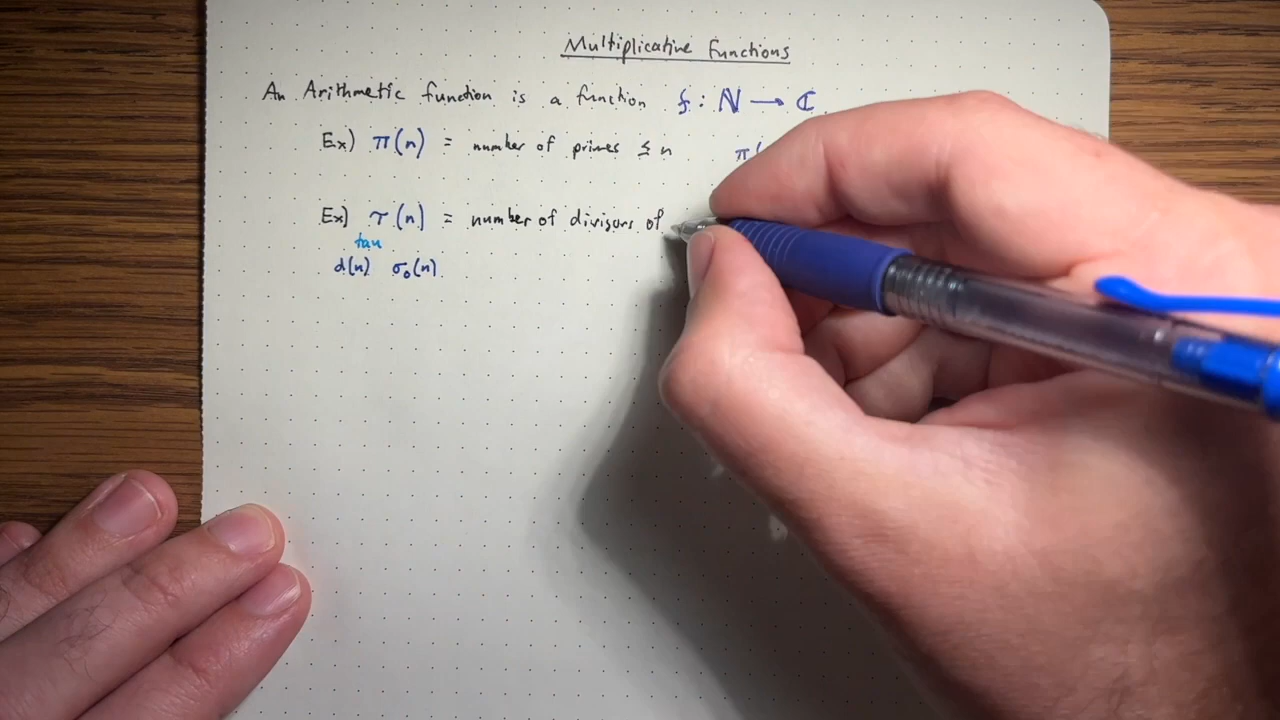 Multiplicative Functions
An Arithmetic function is a function f : ℕ → ℂ
Ex) π(n) = number of primes ≤ n π(
Ex) τ(n) = number of divisors of
tau
d(n) σ₀(n)